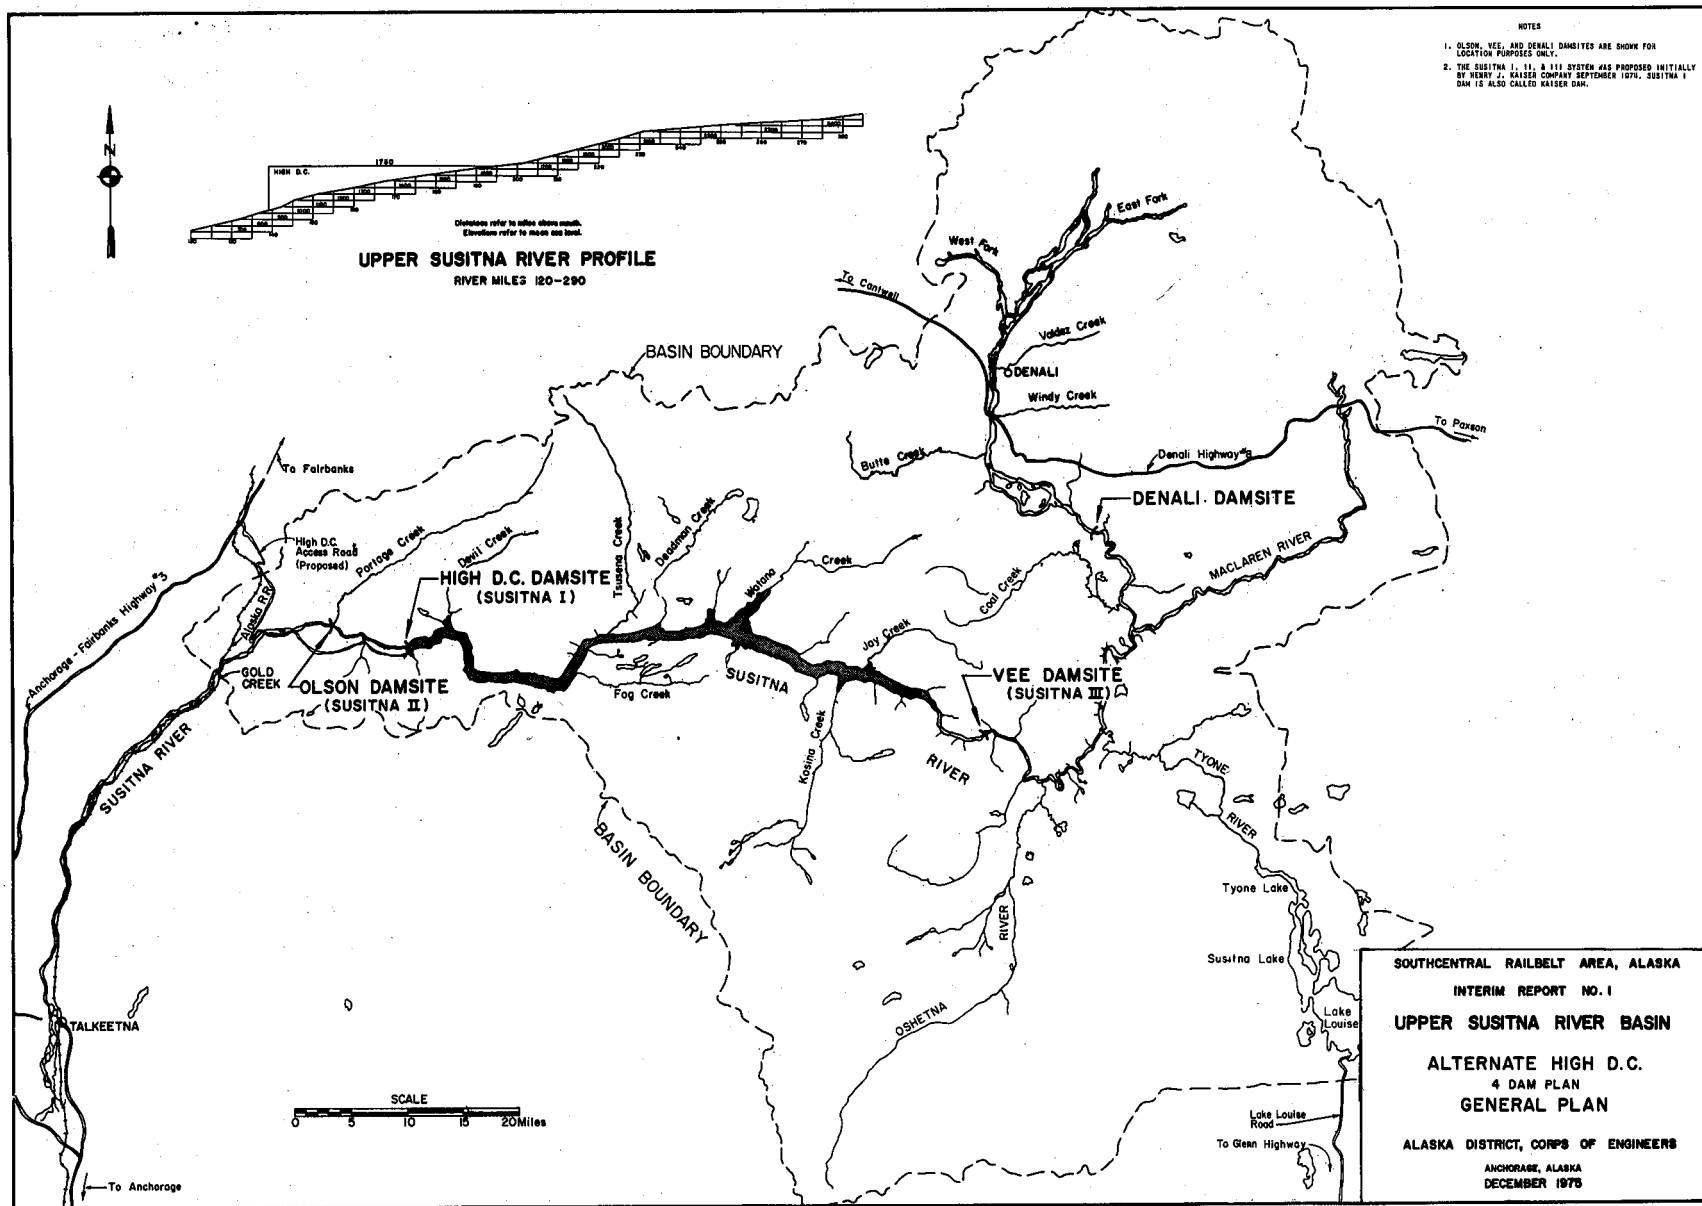 NOTES
1. OLSON, VEE, AND DENALI DAMSITES ARE SHOWN FOR
LOCATION PURPOSES ONLY.
2. THE SUSITNA I, II, & III SYSTEM WAS PROPOSED INITIALLY
BY HENRY J. KAISER COMPANY SEPTEMBER 1974. SUSITNA I
DAM IS ALSO CALLED KAISER DAM.
N
1750
HIGH D.C.
Distances refer to miles above mouth.
Elevations refer to mean sea level.
UPPER SUSITNA RIVER PROFILE
RIVER MILES 120-290
East Fork
West Fork
To Cantwell
Valdez Creek
BASIN BOUNDARY
DENALI
Windy Creek
To Paxson
Butte Creek
Denali Highway #8
To Fairbanks
DENALI DAMSITE
Deadman Creek
Portage Creek
Devil Creek
High D.C.
Access Road
(Proposed)
Tsusena Creek
MACLAREN RIVER
HIGH D.C. DAMSITE
(SUSITNA I)
Watana
Creek
Coal Creek
Anchorage-Fairbanks Highway #3
Alaska R.R.
Jay Creek
GOLD
CREEK
OLSON DAMSITE
(SUSITNA II)
Fog Creek
SUSITNA
VEE DAMSITE
(SUSITNA III)
Kosina Creek
RIVER
SUSITNA RIVER
TYONE
RIVER
BASIN BOUNDARY
Tyone Lake
RIVER
Susitna Lake
OSHETNA
Lake
Louise
TALKEETNA
SCALE
0 5 10 15 20 Miles
Lake Louise
Road
To Glenn Highway
To Anchorage
SOUTHCENTRAL RAILBELT AREA, ALASKA
INTERIM REPORT NO. 1
UPPER SUSITNA RIVER BASIN
ALTERNATE HIGH D.C.
4 DAM PLAN
GENERAL PLAN
ALASKA DISTRICT, CORPS OF ENGINEERS
ANCHORAGE, ALASKA
DECEMBER 1975